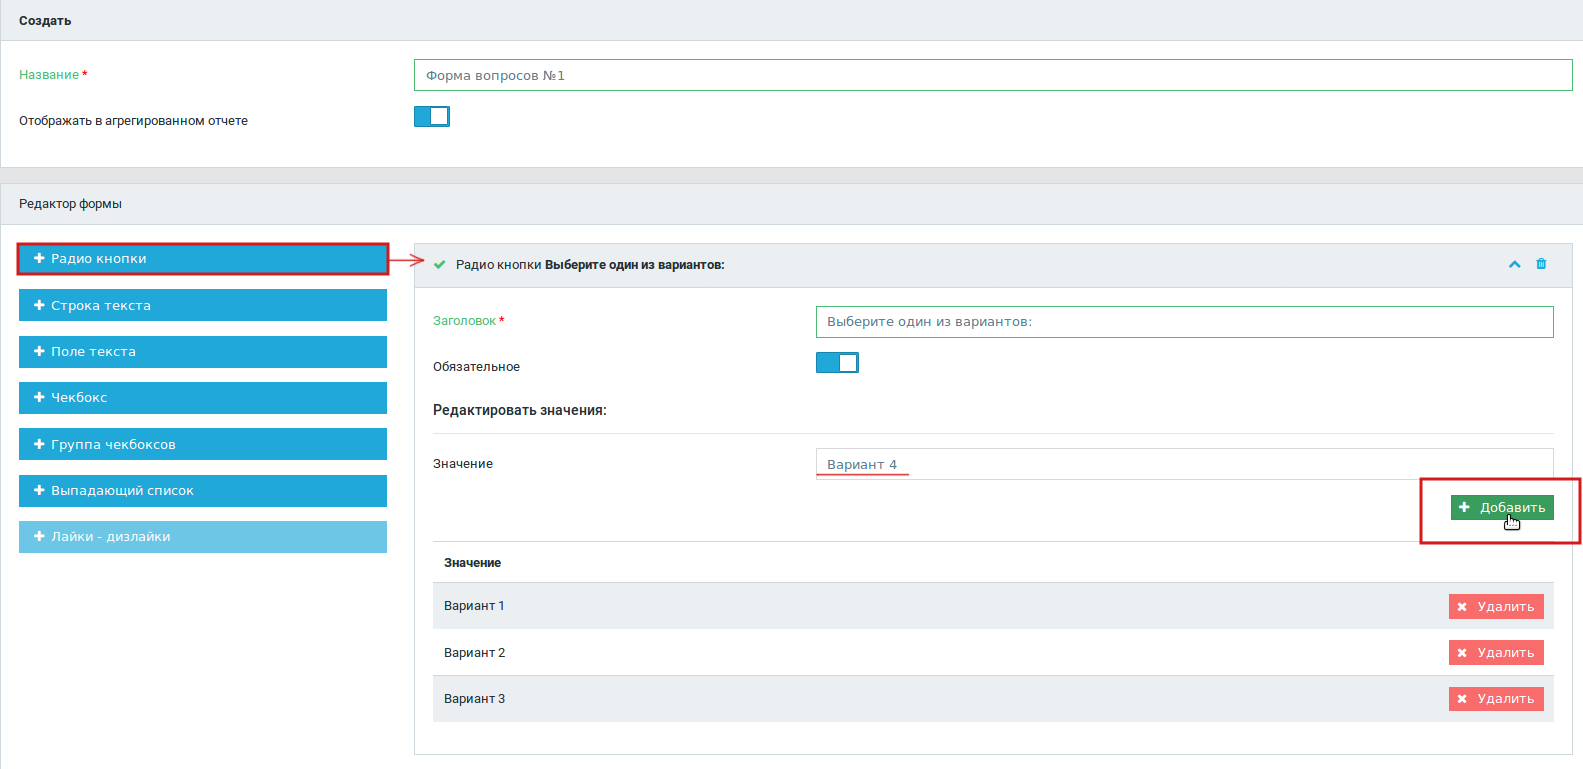 Создать
Название *
Форма вопросов №1
Отображать в агрегированном отчете
Редактор формы
Радио кнопки
Строка текста
Поле текста
Чекбокс
Группа чекбоксов
Выпадающий список
Лайки - дизлайки
Радио кнопки Выберите один из вариантов:
Заголовок *
Выберите один из вариантов:
Обязательное
Редактировать значения:
Значение
Вариант 4
Добавить
Значение
Вариант 1
Удалить
Вариант 2
Удалить
Вариант 3
Удалить